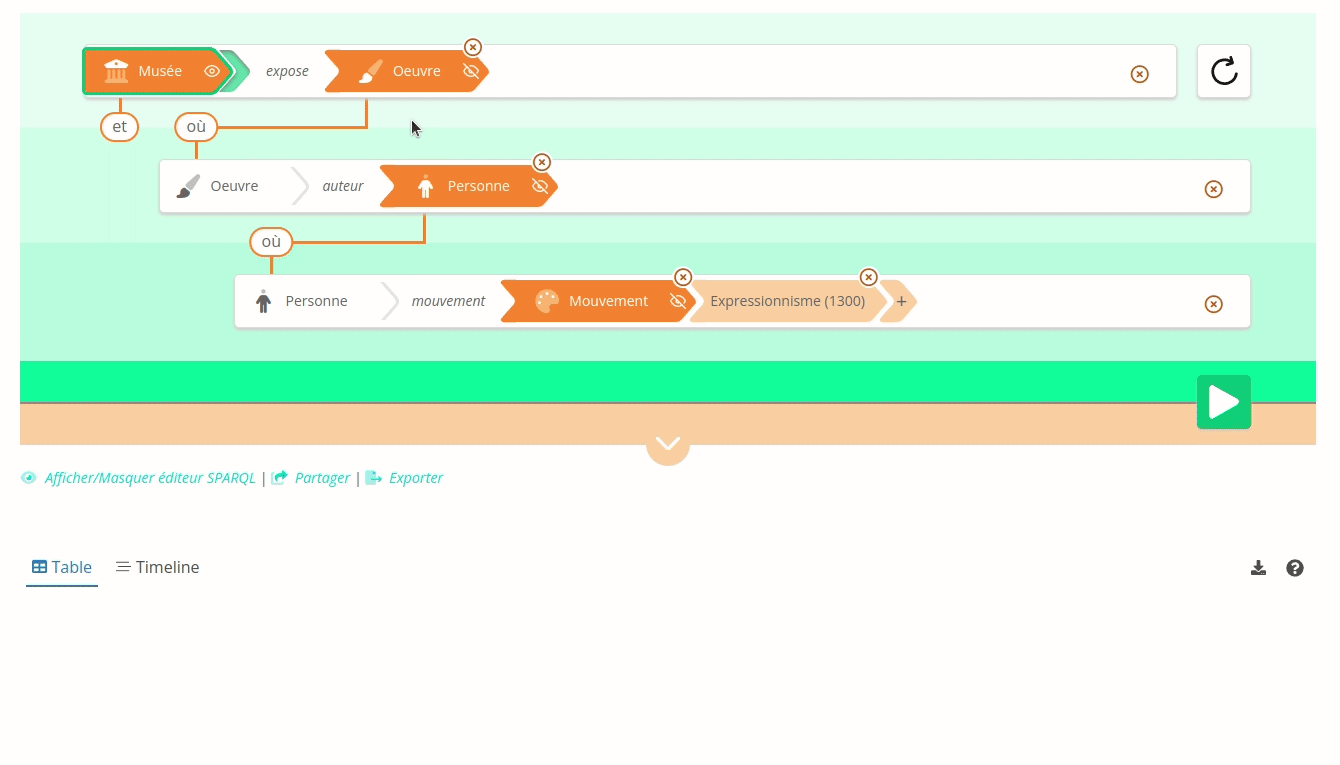 Musée expose Oeuvre
et où
Oeuvre auteur Personne
où
Personne mouvement Mouvement Expressionnisme (1300) +
Afficher/Masquer éditeur SPARQL | Partager | Exporter
Table Timeline ?